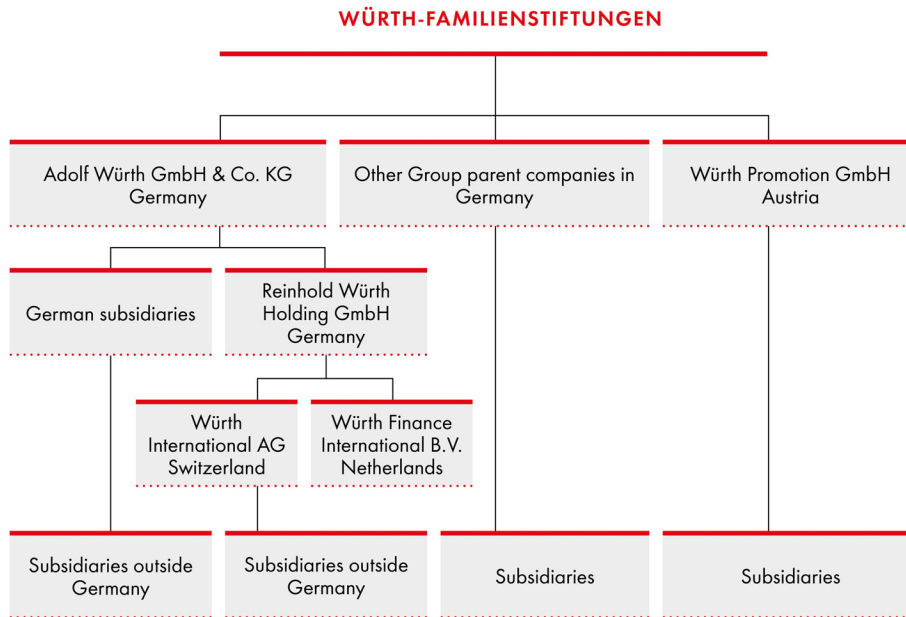 WÜRTH-FAMILIENSTIFTUNGEN
Adolf Würth GmbH & Co. KG
Germany
Other Group parent companies in
Germany
Würth Promotion GmbH
Austria
German subsidiaries
Reinhold Würth
Holding GmbH
Germany
Würth
International AG
Switzerland
Würth Finance
International B.V.
Netherlands
Subsidiaries outside
Germany
Subsidiaries outside
Germany
Subsidiaries
Subsidiaries